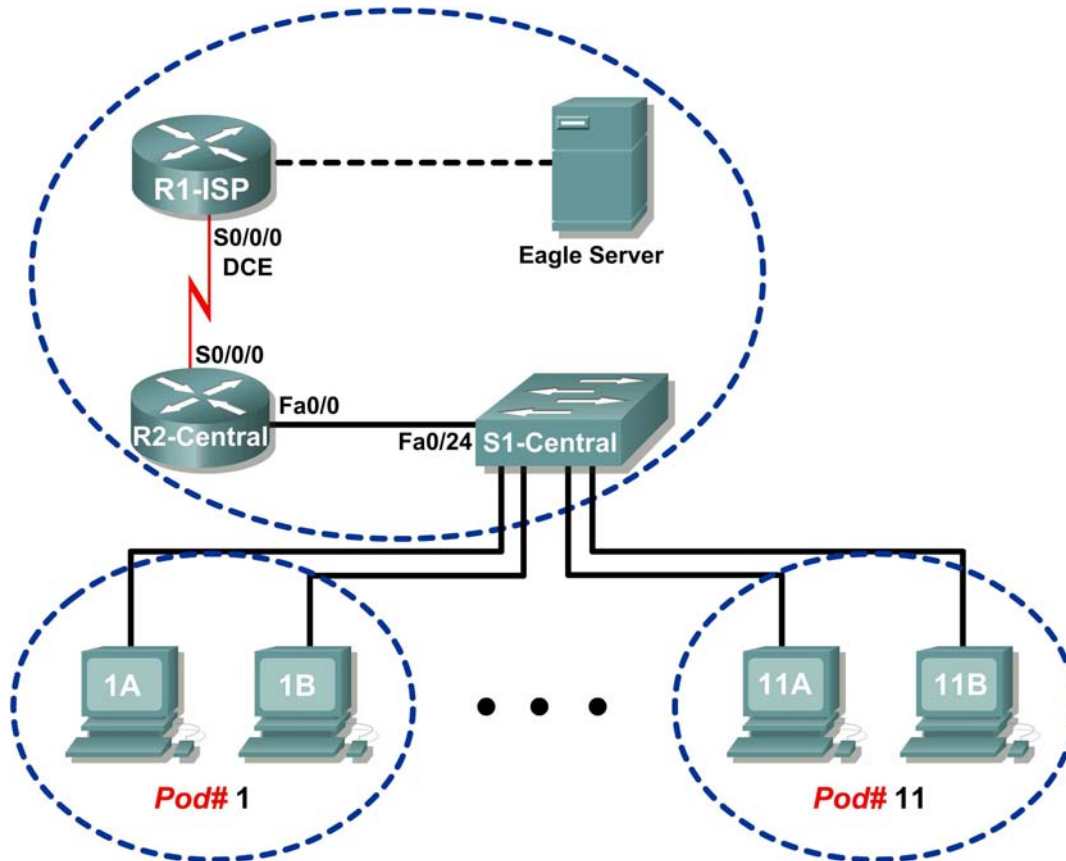 R1-ISP
S0/0/0
DCE
Eagle Server
S0/0/0
R2-Central
Fa0/0
Fa0/24
S1-Central
1A
1B
11A
11B
Pod# 1
Pod# 11